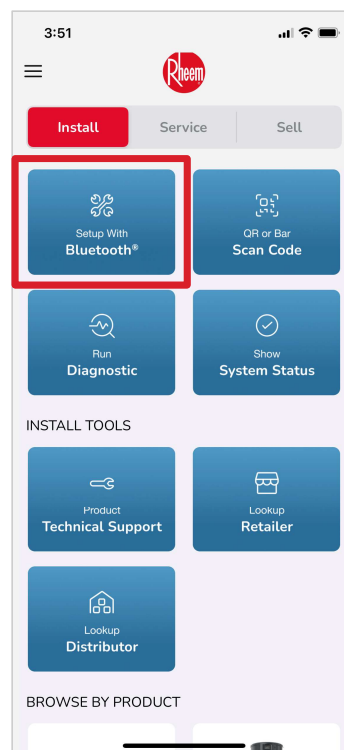 3:51
Rheem
Install
Service
Sell
Setup With
Bluetooth®
QR or Bar
Scan Code
Run
Diagnostic
Show
System Status
INSTALL TOOLS
Product
Technical Support
Lookup
Retailer
Lookup
Distributor
BROWSE BY PRODUCT